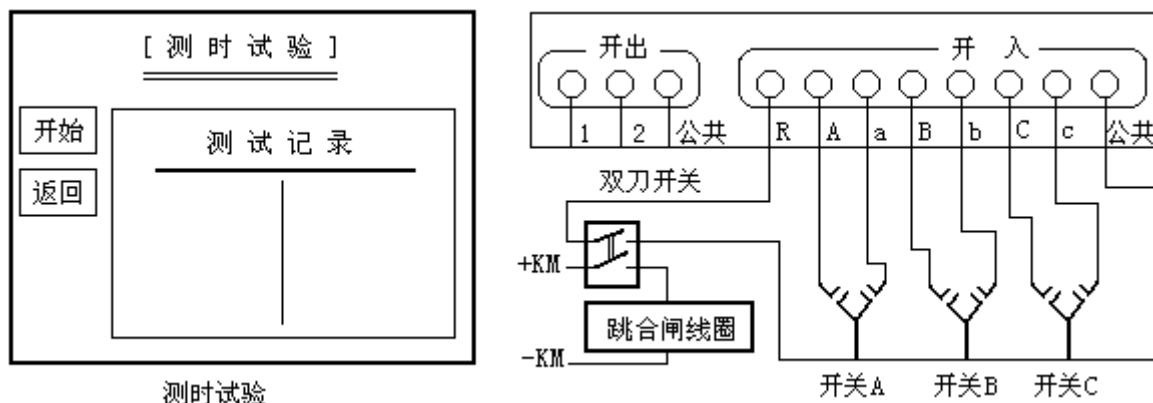 [ 测 时 试 验 ]
开始
返回
测 试 记 录
测时试验
开出
开 入
1 2 公共 R A a B b C c 公共
双刀开关
+KM
跳合闸线圈
-KM
开关A 开关B 开关C